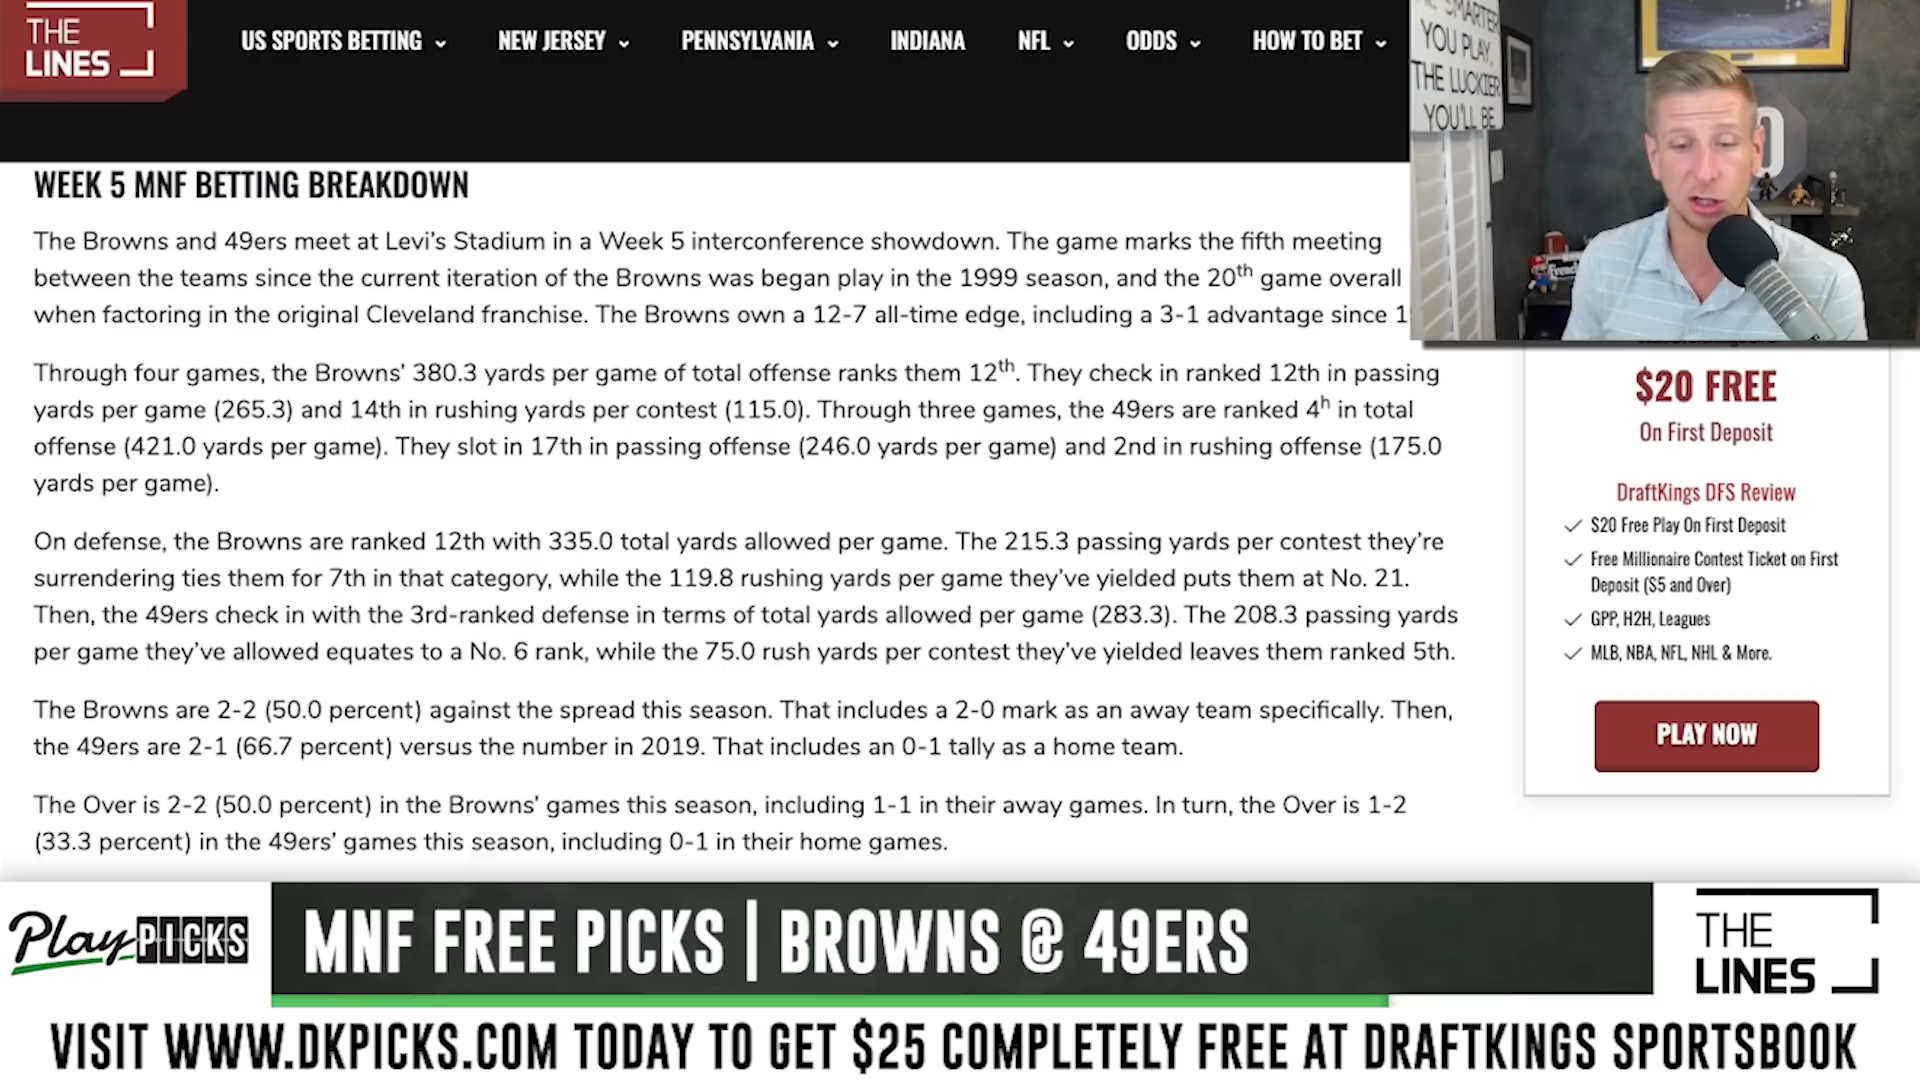 THE
LINES
US SPORTS BETTING
NEW JERSEY
PENNSYLVANIA
INDIANA
NFL
ODDS
HOW TO BET
SMARTER
YOU PLAY,
THE LUCKIER
YOU'LL BE
WEEK 5 MNF BETTING BREAKDOWN
The Browns and 49ers meet at Levi's Stadium in a Week 5 interconference showdown. The game marks the fifth meeting
between the teams since the current iteration of the Browns was began play in the 1999 season, and the 20th game overall
when factoring in the original Cleveland franchise. The Browns own a 12-7 all-time edge, including a 3-1 advantage since
Through four games, the Browns' 380.3 yards per game of total offense ranks them 12th. They check in ranked 12th in passing
yards per game (265.3) and 14th in rushing yards per contest (115.0). Through three games, the 49ers are ranked 4h in total
offense (421.0 yards per game). They slot in 17th in passing offense (246.0 yards per game) and 2nd in rushing offense (175.0
yards per game).
On defense, the Browns are ranked 12th with 335.0 total yards allowed per game. The 215.3 passing yards per contest they're
surrendering ties them for 7th in that category, while the 119.8 rushing yards per game they've yielded puts them at No. 21.
Then, the 49ers check in with the 3rd-ranked defense in terms of total yards allowed per game (283.3). The 208.3 passing yards
per game they've allowed equates to a No. 6 rank, while the 75.0 rush yards per contest they've yielded leaves them ranked 5th.
The Browns are 2-2 (50.0 percent) against the spread this season. That includes a 2-0 mark as an away team specifically. Then,
the 49ers are 2-1 (66.7 percent) versus the number in 2019. That includes an 0-1 tally as a home team.
The Over is 2-2 (50.0 percent) in the Browns' games this season, including 1-1 in their away games. In turn, the Over is 1-2
(33.3 percent) in the 49ers' games this season, including 0-1 in their home games.
$20 FREE
On First Deposit
DraftKings DFS Review
$20 Free Play On First Deposit
Free Millionaire Contest Ticket on First
Deposit ($5 and Over)
GPP, H2H, Leagues
MLB, NBA, NFL, NHL & More.
PLAY NOW
Play PICKS
MNF FREE PICKS | BROWNS @ 49ERS
THE
LINES
VISIT WWW.DKPICKS.COM TODAY TO GET $25 COMPLETELY FREE AT DRAFTKINGS SPORTSBOOK